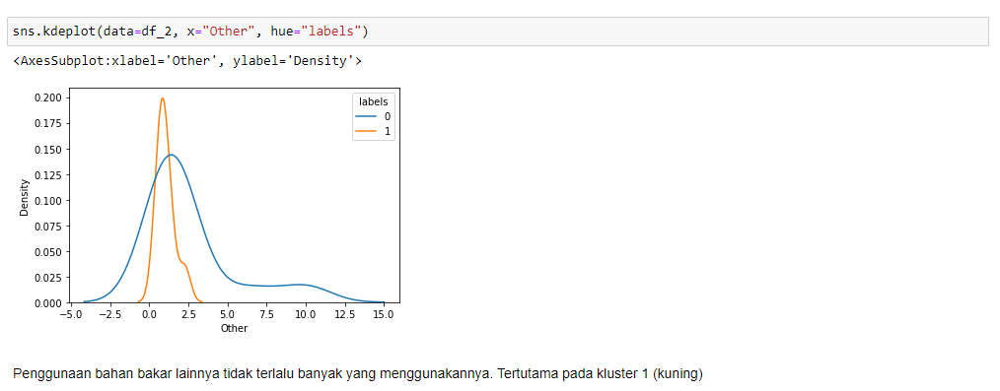 sns.kdeplot(data=df_2, x="Other", hue="labels")
<AxesSubplot:xlabel='Other', ylabel='Density'>
labels
0
1
0.200
0.175
0.150
0.125
0.100
0.075
0.050
0.025
0.000
Density
−5.0 −2.5 0.0 2.5 5.0 7.5 10.0 12.5 15.0
Other
Penggunaan bahan bakar lainnya tidak terlalu banyak yang menggunakannya. Tertutama pada kluster 1 (kuning)